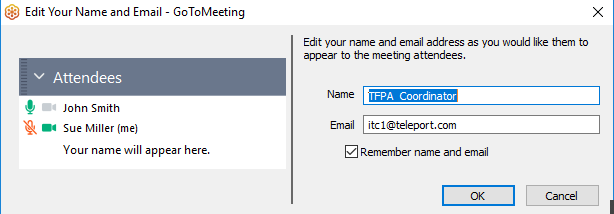 Edit Your Name and Email - GoToMeeting
Attendees
John Smith
Sue Miller (me)
Your name will appear here.
Edit your name and email address as you would like them to
appear to the meeting attendees.
Name
TFPA Coordinator
Email
itc1@teleport.com
Remember name and email
OK
Cancel